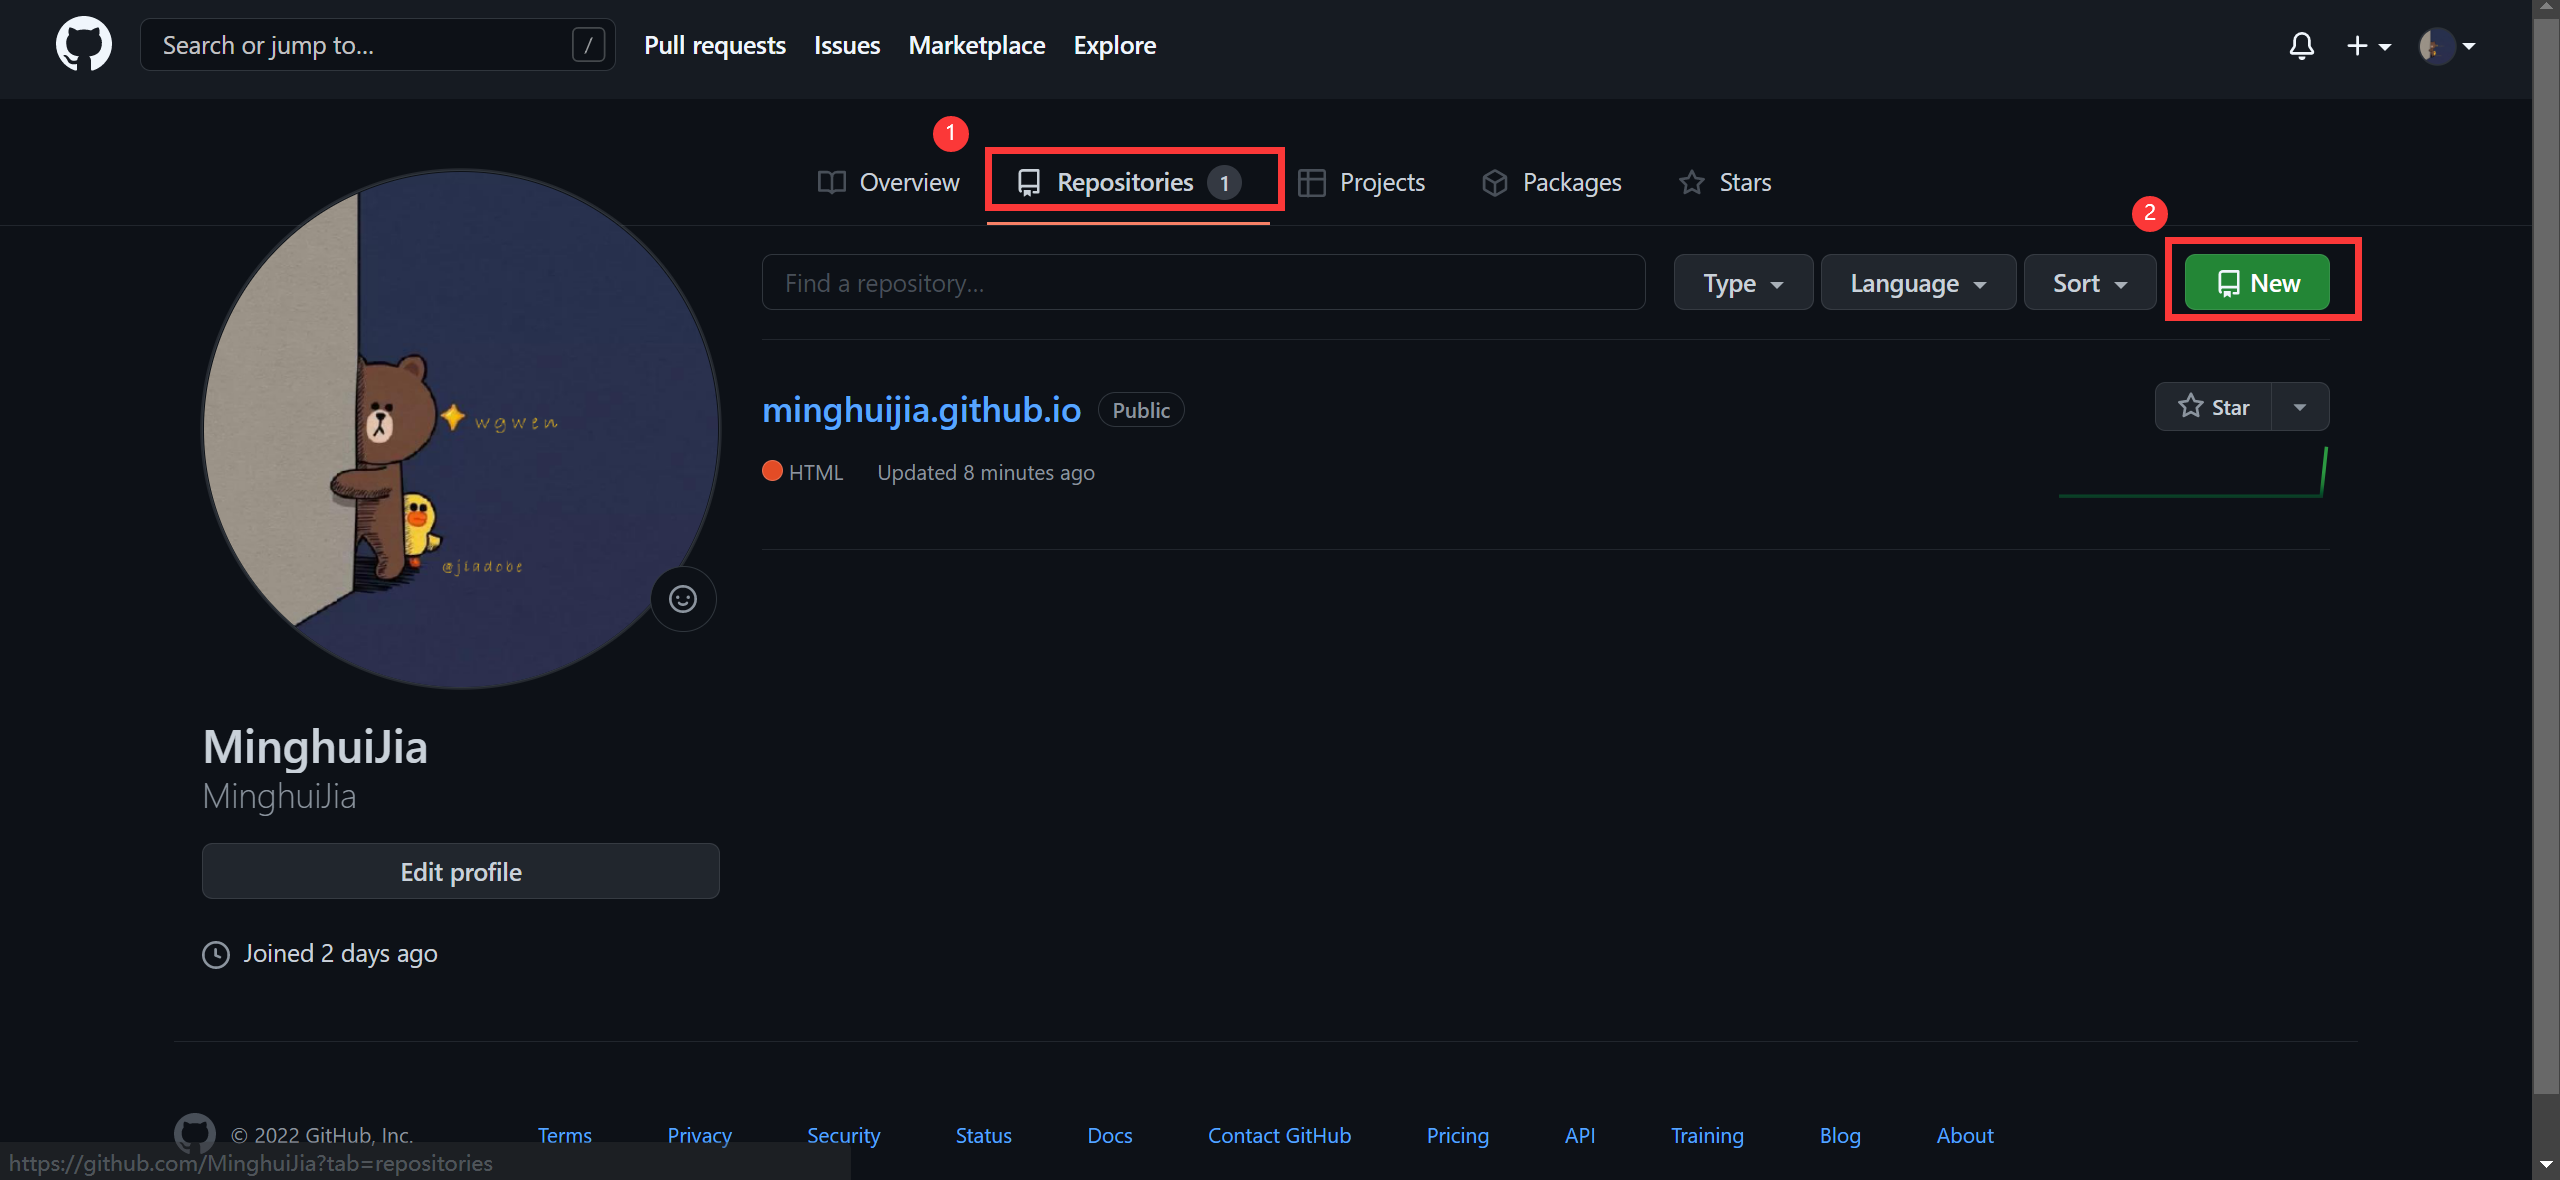 Search or jump to... / Pull requests Issues Marketplace Explore
1
Overview Repositories 1 Projects Packages Stars
2
Find a repository... Type Language Sort New
minghuijia.github.io Public Star
HTML Updated 8 minutes ago
wgwen
@jiadobe
MinghuiJia
MinghuiJia
Edit profile
Joined 2 days ago
© 2022 GitHub, Inc. Terms Privacy Security Status Docs Contact GitHub Pricing API Training Blog About
https://github.com/MinghuiJia?tab=repositories